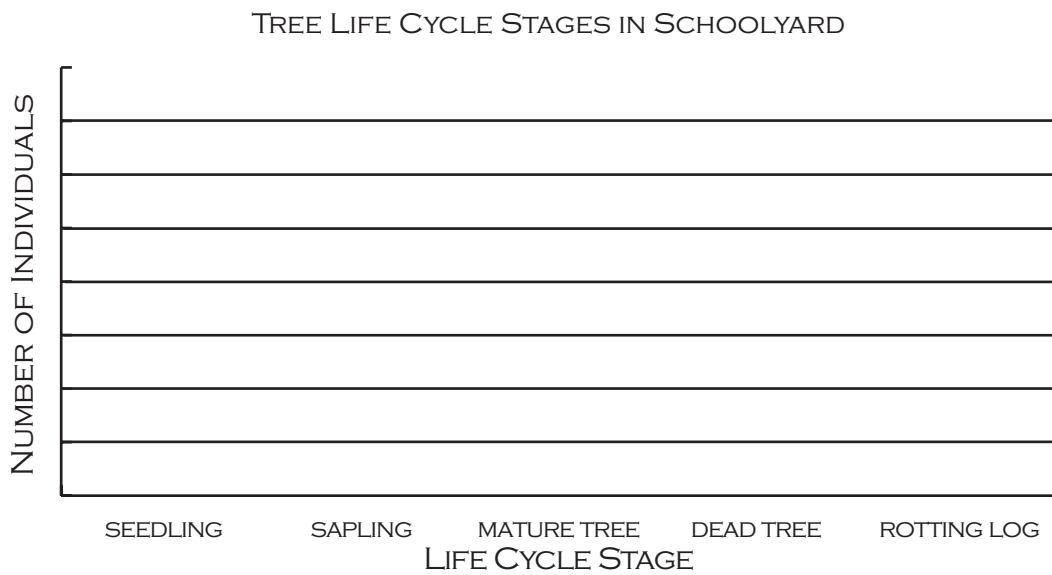 TREE LIFE CYCLE STAGES IN SCHOOLYARD
NUMBER OF INDIVIDUALS
SEEDLING SAPLING MATURE TREE DEAD TREE ROTTING LOG
LIFE CYCLE STAGE